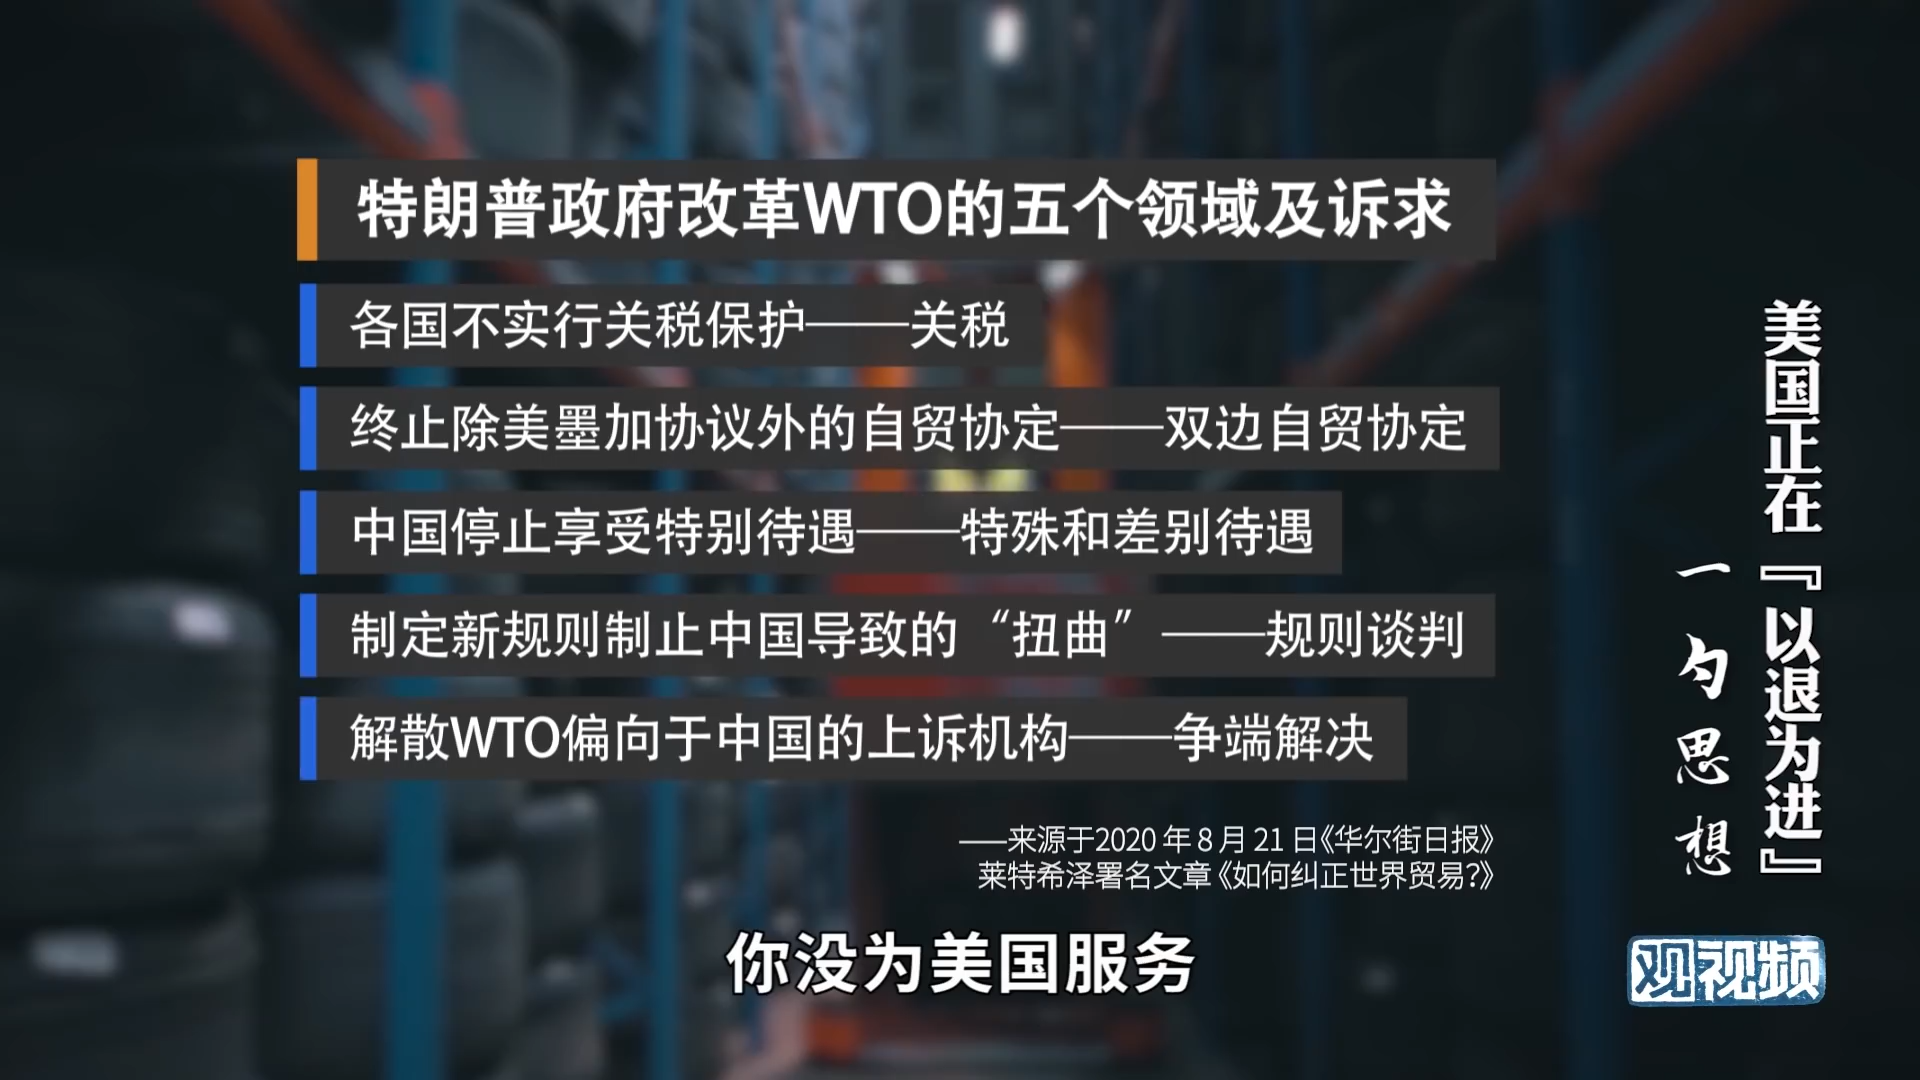 特朗普政府改革WTO的五个领域及诉求
各国不实行关税保护——关税
终止除美墨加协议外的自贸协定——双边自贸协定
中国停止享受特别待遇——特殊和差别待遇
制定新规则制止中国导致的“扭曲”——规则谈判
解散WTO偏向于中国的上诉机构——争端解决
——来源于2020年8月21日《华尔街日报》
莱特希泽署名文章《如何纠正世界贸易？》
你没为美国服务
美国正在『以退为进』
一勺思想
观视频